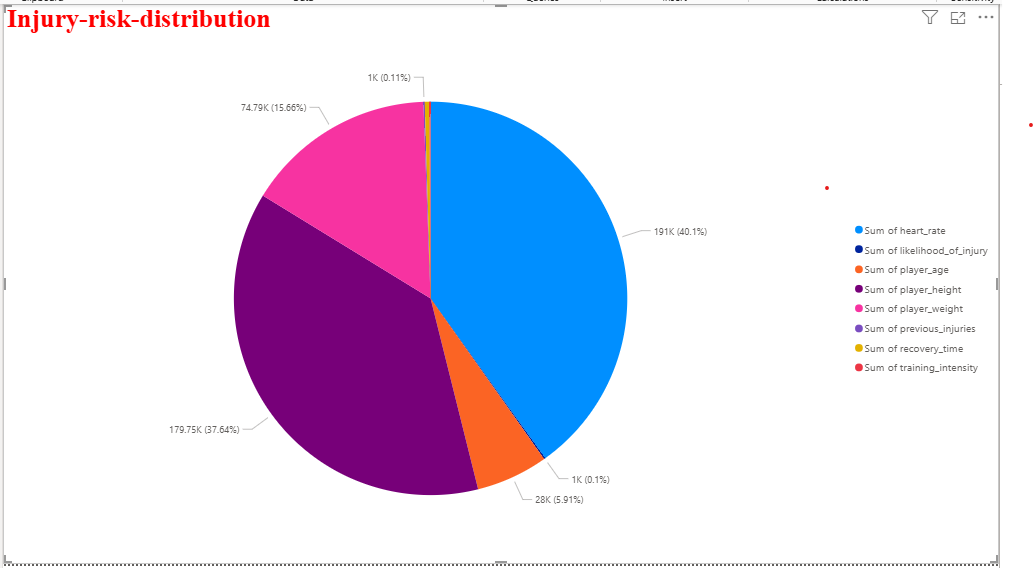 Injury-risk-distribution
1K (0.11%)
74.79K (15.66%)
191K (40.1%)
179.75K (37.64%)
1K (0.1%)
28K (5.91%)
Sum of heart_rate
Sum of likelihood_of_injury
Sum of player_age
Sum of player_height
Sum of player_weight
Sum of previous_injuries
Sum of recovery_time
Sum of training_intensity